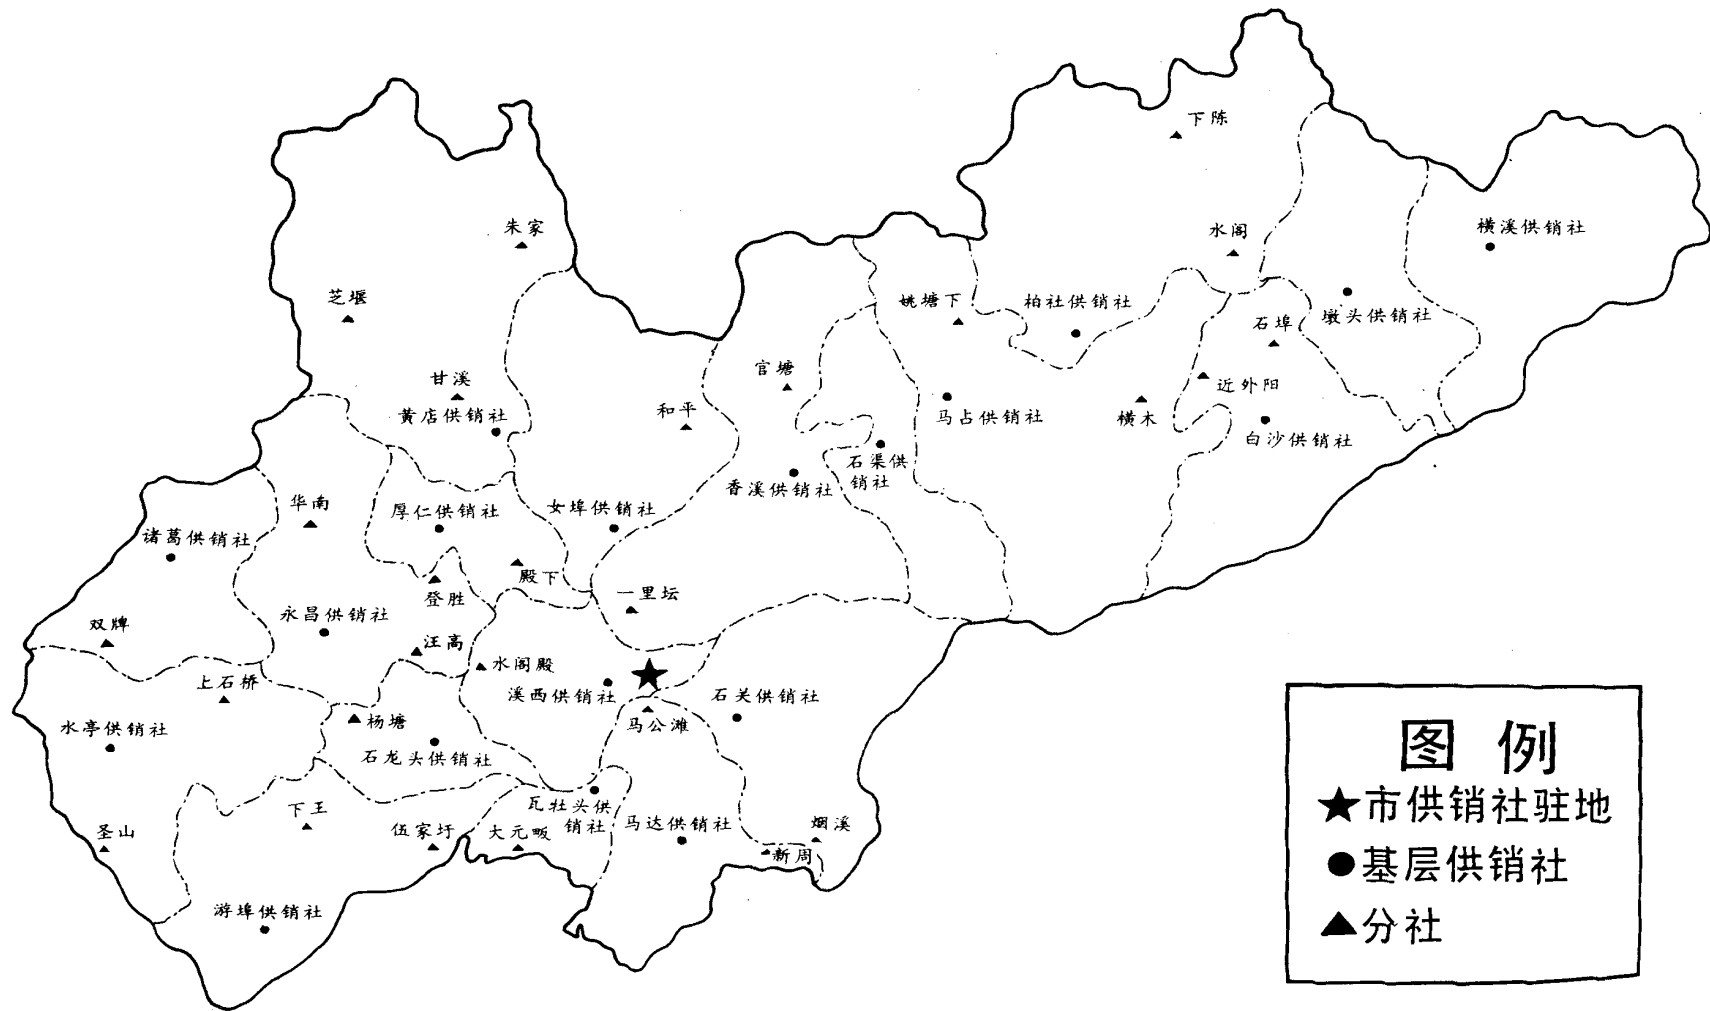 下陈
朱家
水阁
横溪供销社
芝堰
姚塘下
柏社供销社
墩头供销社
石埠
官塘
甘溪
近外阳
黄店供销社
和平
马占供销社
横木
白沙供销社
石渠供
销社
香溪供销社
华南
厚仁供销社
女埠供销社
诸葛供销社
殿下
登胜
一里坛
永昌供销社
双牌
汪高
水阁殿
上石桥
溪西供销社
石关供销社
水亭供销社
杨塘
马公滩
石龙头供销社
下王
瓦灶头供
销社
伍家圩
大元畈
马达供销社
烟溪
圣山
新周
游埠供销社
图例
市供销社驻地
基层供销社
分社